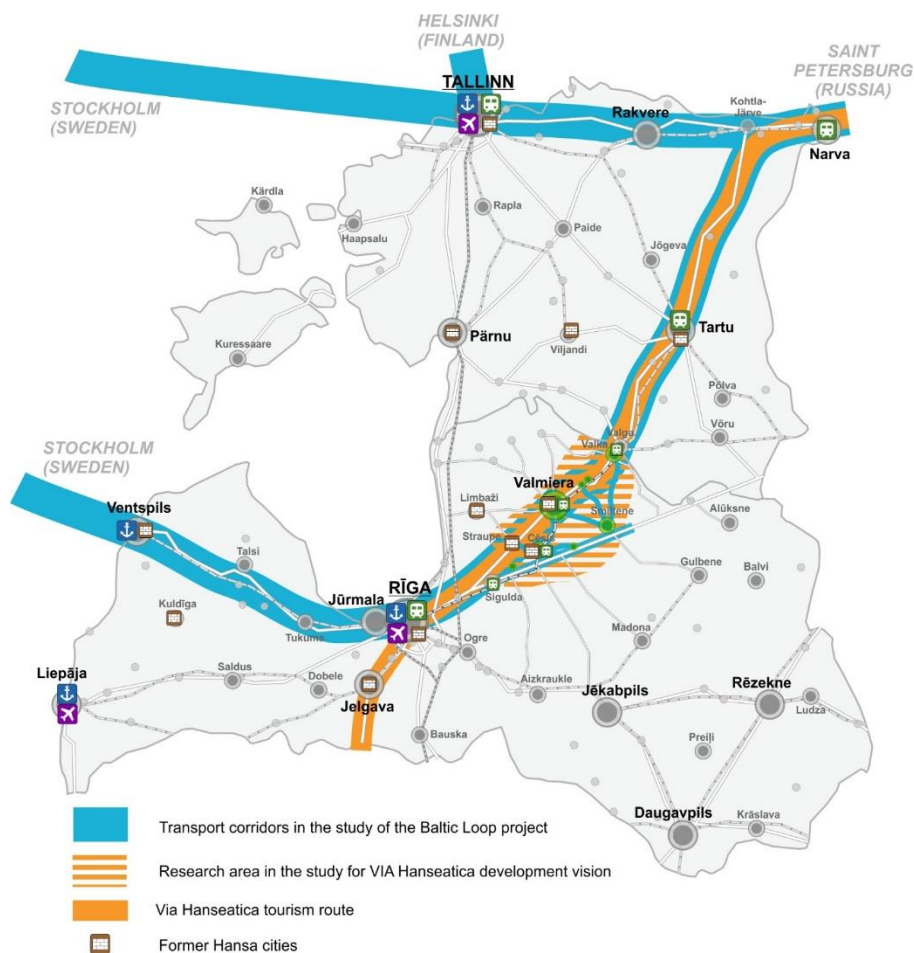 HELSINKI
(FINLAND)
TALLINN
SAINT
PETERSBURG
(RUSSIA)
STOCKHOLM
(SWEDEN)
Rakvere
Kohtla-
Järve
Narva
Kärdla
Rapla
Haapsalu
Paide
Jõgeva
Kuressaare
Pärnu
Viljandi
Tartu
Põlva
Võru
Valga
Valka
STOCKHOLM
(SWEDEN)
Ventspils
Valmiera
Limbaži
Smiltene
Alūksne
Straupe
Cēsis
Talsi
Gulbene
Balvi
Sigulda
Kuldīga
Jūrmala
RĪGA
Tukums
Ogre
Madona
Liepāja
Saldus
Dobele
Jelgava
Aizkraukle
Jēkabpils
Rēzekne
Ludza
Bauska
Preiļi
Daugavpils
Krāslava
Transport corridors in the study of the Baltic Loop project
Research area in the study for VIA Hanseatica development vision
Via Hanseatica tourism route
Former Hansa cities